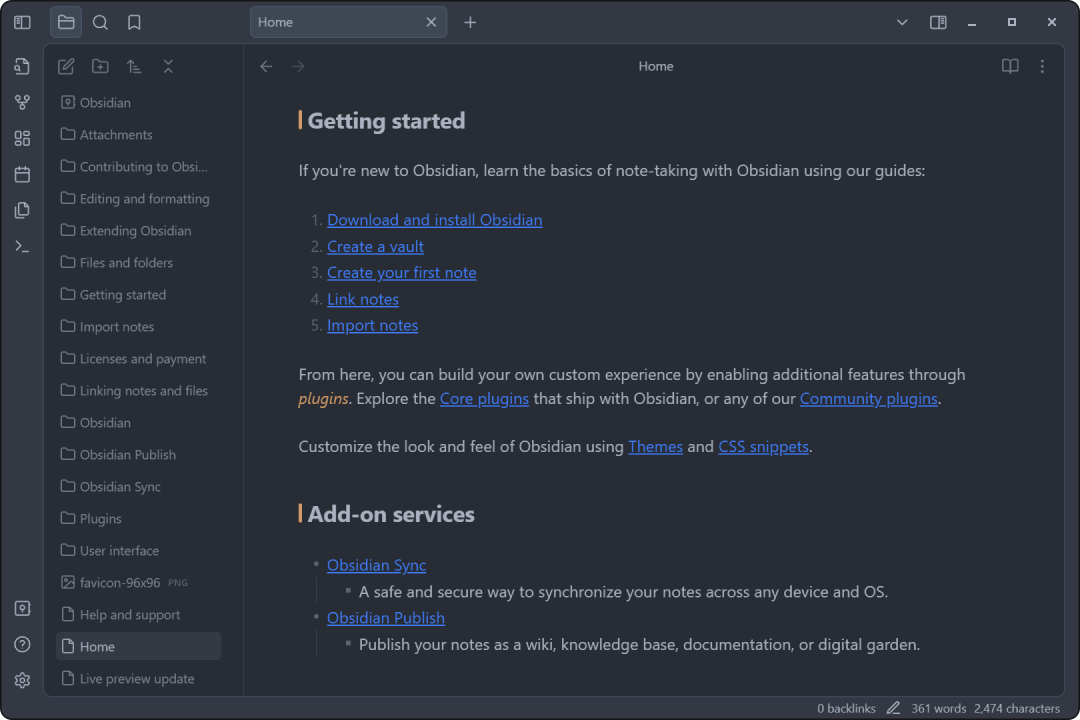 Home
Home
Obsidian
Attachments
Contributing to Obsi...
Editing and formatting
Extending Obsidian
Files and folders
Getting started
Import notes
Licenses and payment
Linking notes and files
Obsidian
Obsidian Publish
Obsidian Sync
Plugins
User interface
favicon-96x96 PNG
Help and support
Home
Live preview update
Getting started
If you're new to Obsidian, learn the basics of note-taking with Obsidian using our guides:
1. Download and install Obsidian
2. Create a vault
3. Create your first note
4. Link notes
5. Import notes
From here, you can build your own custom experience by enabling additional features through
plugins. Explore the Core plugins that ship with Obsidian, or any of our Community plugins.
Customize the look and feel of Obsidian using Themes and CSS snippets.
Add-on services
Obsidian Sync
A safe and secure way to synchronize your notes across any device and OS.
Obsidian Publish
Publish your notes as a wiki, knowledge base, documentation, or digital garden.
0 backlinks 361 words 2,474 characters